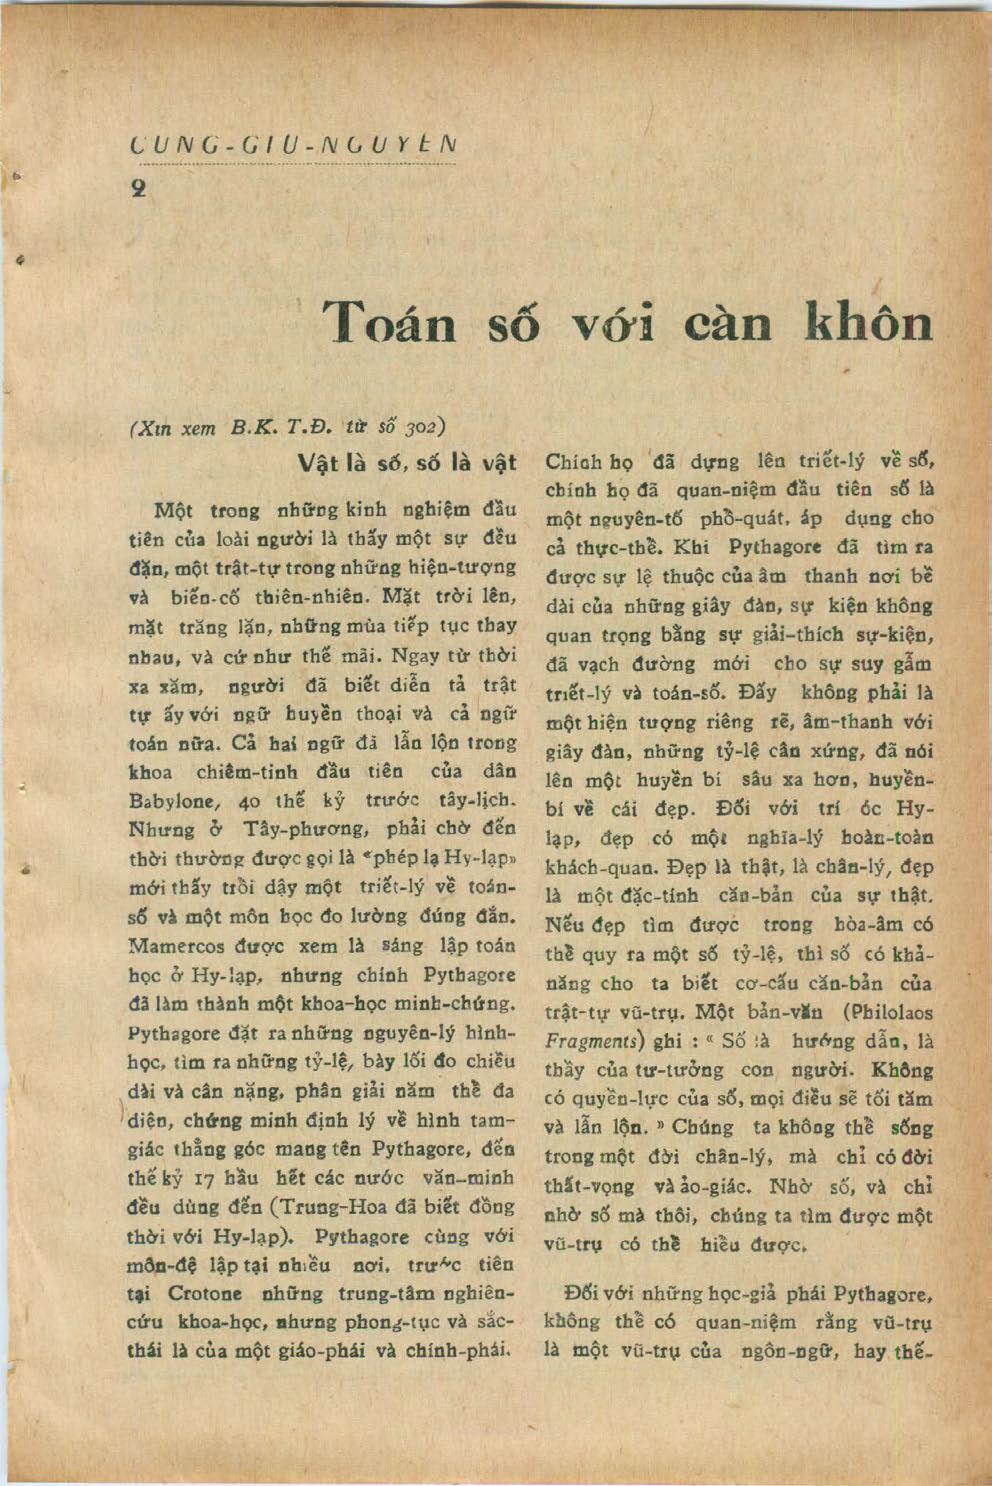 CUNG-GIU-NGUYÊN
2
Toán số với càn khôn
(Xin xem B.K. T.Đ. từ số 302)
Vật là số, số là vật
Một trong những kinh nghiệm đầu
tiên của loài người là thấy một sự đều
đặn, một trật-tự trong những hiện-tượng
và biến-cố thiên-nhiên. Mặt trời lên,
mặt trăng lặn, những mùa tiếp tục thay
nhau, và cứ như thế mãi. Ngay từ thời
xa xăm, người đã biết diễn tả trật
tự ấy với ngữ huyền thoại và cả ngữ
toán nữa. Cả hai ngữ đã lẫn lộn trong
khoa chiêm-tinh đầu tiên của dân
Babylone, 40 thế kỷ trước tây-lịch.
Nhưng ở Tây-phương, phải chờ đến
thời thường được gọi là «phép lạ Hy-lạp»
mới thấy trồi dậy một triết-lý về toán-
số và một môn học đo lường đúng đắn.
Mamercos được xem là sáng lập toán
học ở Hy-lạp, nhưng chính Pythagore
đã làm thành một khoa-học minh-chứng.
Pythagore đặt ra những nguyên-lý hình-
học, tìm ra những tỷ-lệ, bày lối đo chiều
dài và cân nặng, phân giải năm thể đa
diện, chứng minh định lý về hình tam-
giác thẳng góc mang tên Pythagore, đến
thế kỷ 17 hầu hết các nước văn-minh
đều dùng đến (Trung-Hoa đã biết đồng
thời với Hy-lạp). Pythagore cùng với
môn-đệ lập tại nhiều nơi, trước tiên
tại Crotone những trung-tâm nghiên-
cứu khoa-học, nhưng phong-tục và sắc-
thái là của một giáo-phái và chính-phái.
Chính họ đã dựng lên triết-lý về số,
chính họ đã quan-niệm đầu tiên số là
một nguyên-tố phổ-quát, áp dụng cho
cả thực-thể. Khi Pythagore đã tìm ra
được sự lệ thuộc của âm thanh nơi bề
dài của những giây đàn, sự kiện không
quan trọng bằng sự giải-thích sự-kiện,
đã vạch đường mới cho sự suy gẫm
triết-lý và toán-số. Đấy không phải là
một hiện tượng riêng rẽ, âm-thanh với
giây đàn, những tỷ-lệ cân xứng, đã nói
lên một huyền bí sâu xa hơn, huyền-
bí về cái đẹp. Đối với trí óc Hy-
lạp, đẹp có một nghĩa-lý hoàn-toàn
khách-quan. Đẹp là thật, là chân-lý, đẹp
là một đặc-tính căn-bản của sự thật.
Nếu đẹp tìm được trong hòa-âm có
thể quy ra một số tỷ-lệ, thì số có khả-
năng cho ta biết cơ-cấu căn-bản của
trật-tự vũ-trụ. Một bản-văn (Philolaos
Fragments) ghi : « Số là hướng dẫn, là
thầy của tư-tưởng con người. Không
có quyền-lực của số, mọi điều sẽ tối tăm
và lẫn lộn. » Chúng ta không thể sống
trong một đời chân-lý, mà chỉ có đời
thất-vọng và ảo-giác. Nhờ số, và chỉ
nhờ số mà thôi, chúng ta tìm được một
vũ-trụ có thể hiểu được.
Đối với những học-giả phái Pythagore,
không thể có quan-niệm rằng vũ-trụ
là một vũ-trụ của ngôn-ngữ, hay thế-